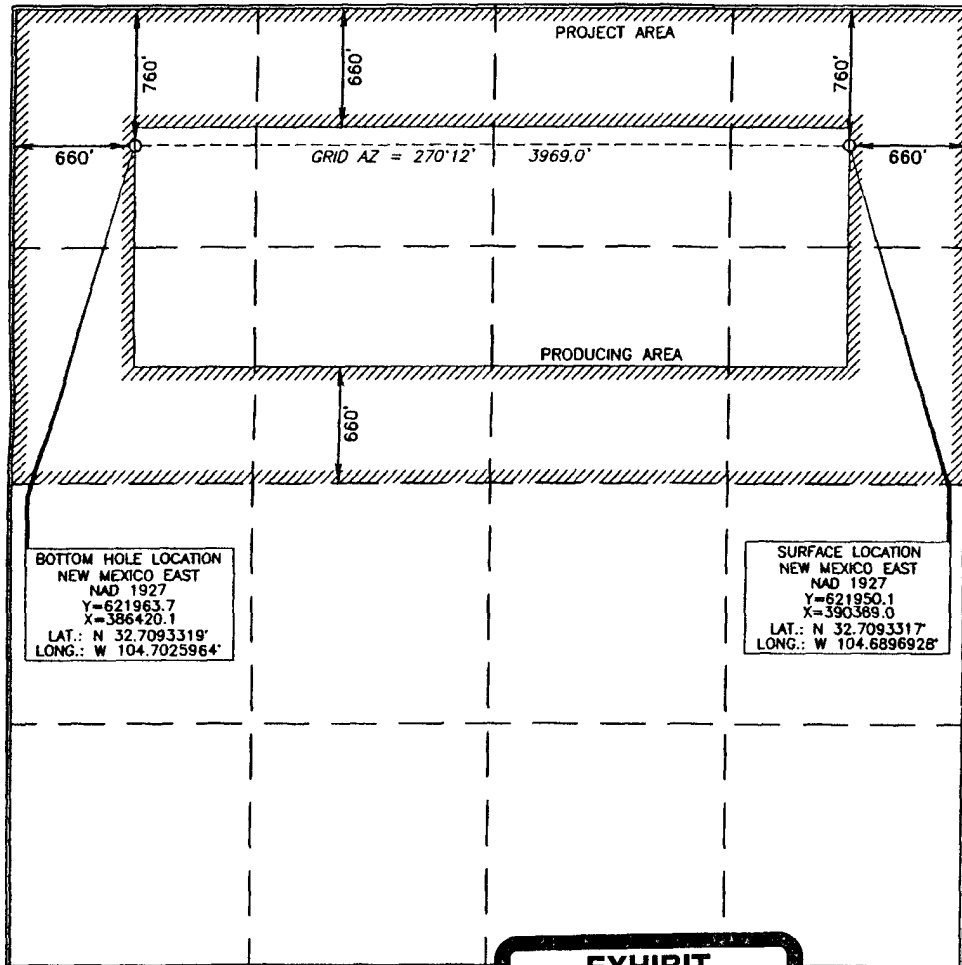 PROJECT AREA
760'
660'
760'
660'
GRID AZ = 270°12' 3969.0'
660'
PRODUCING AREA
660'
BOTTOM HOLE LOCATION
NEW MEXICO EAST
NAD 1927
Y=621963.7
X=386420.1
LAT.: N 32.7093319°
LONG.: W 104.7025964°
SURFACE LOCATION
NEW MEXICO EAST
NAD 1927
Y=621950.1
X=390389.0
LAT.: N 32.7093317°
LONG.: W 104.6896928°
EXHIBIT